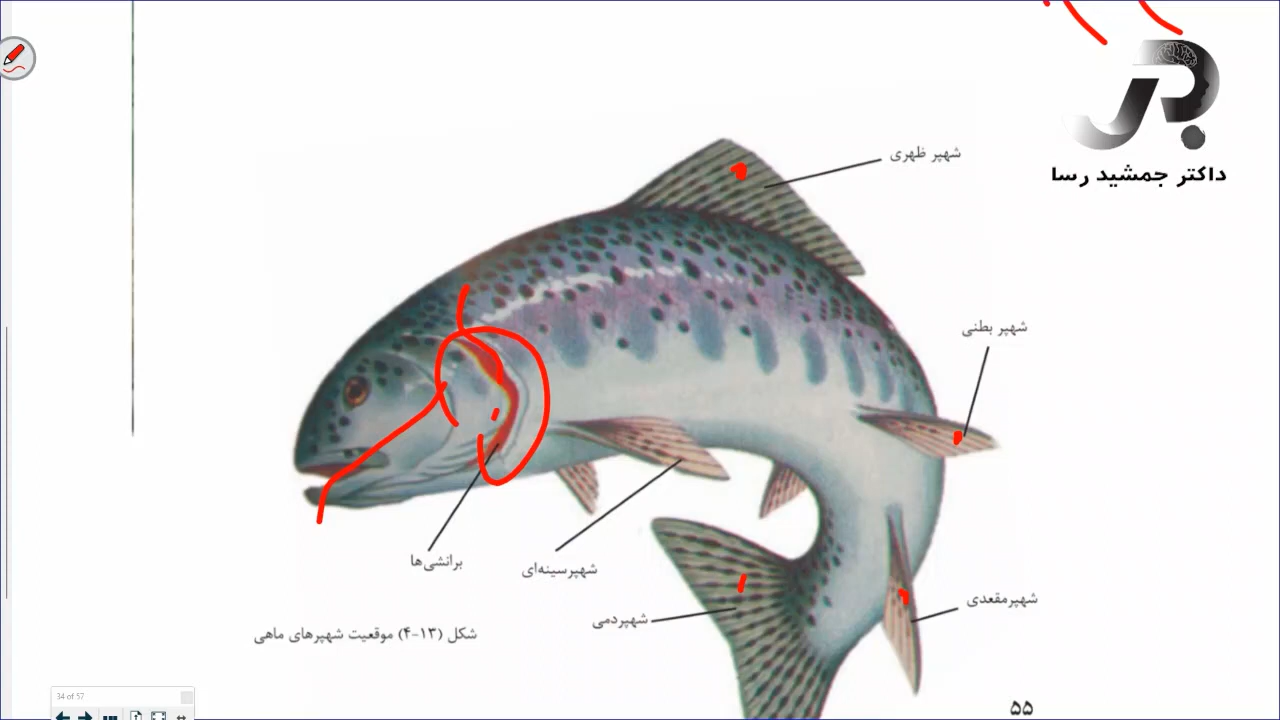 داکتر جمشید رسا
شهپر ظهری
شهپر بطنی
برانشی‌ها
شهپرسینه‌ای
شهپرمقعدی
شهپردمی
شکل (۱۳-۴) موقعیت شهپرهای ماهی
34 of 57
۵۵